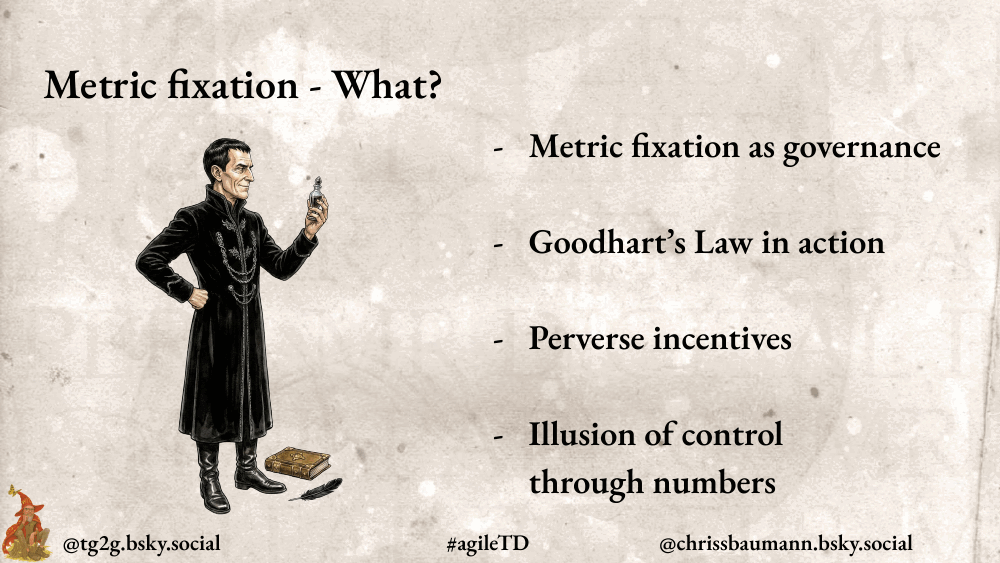 Metric fixation - What?
- Metric fixation as governance
- Goodhart’s Law in action
- Perverse incentives
- Illusion of control
through numbers
@tg2g.bsky.social
#agileTD
@chrissbaumann.bsky.social